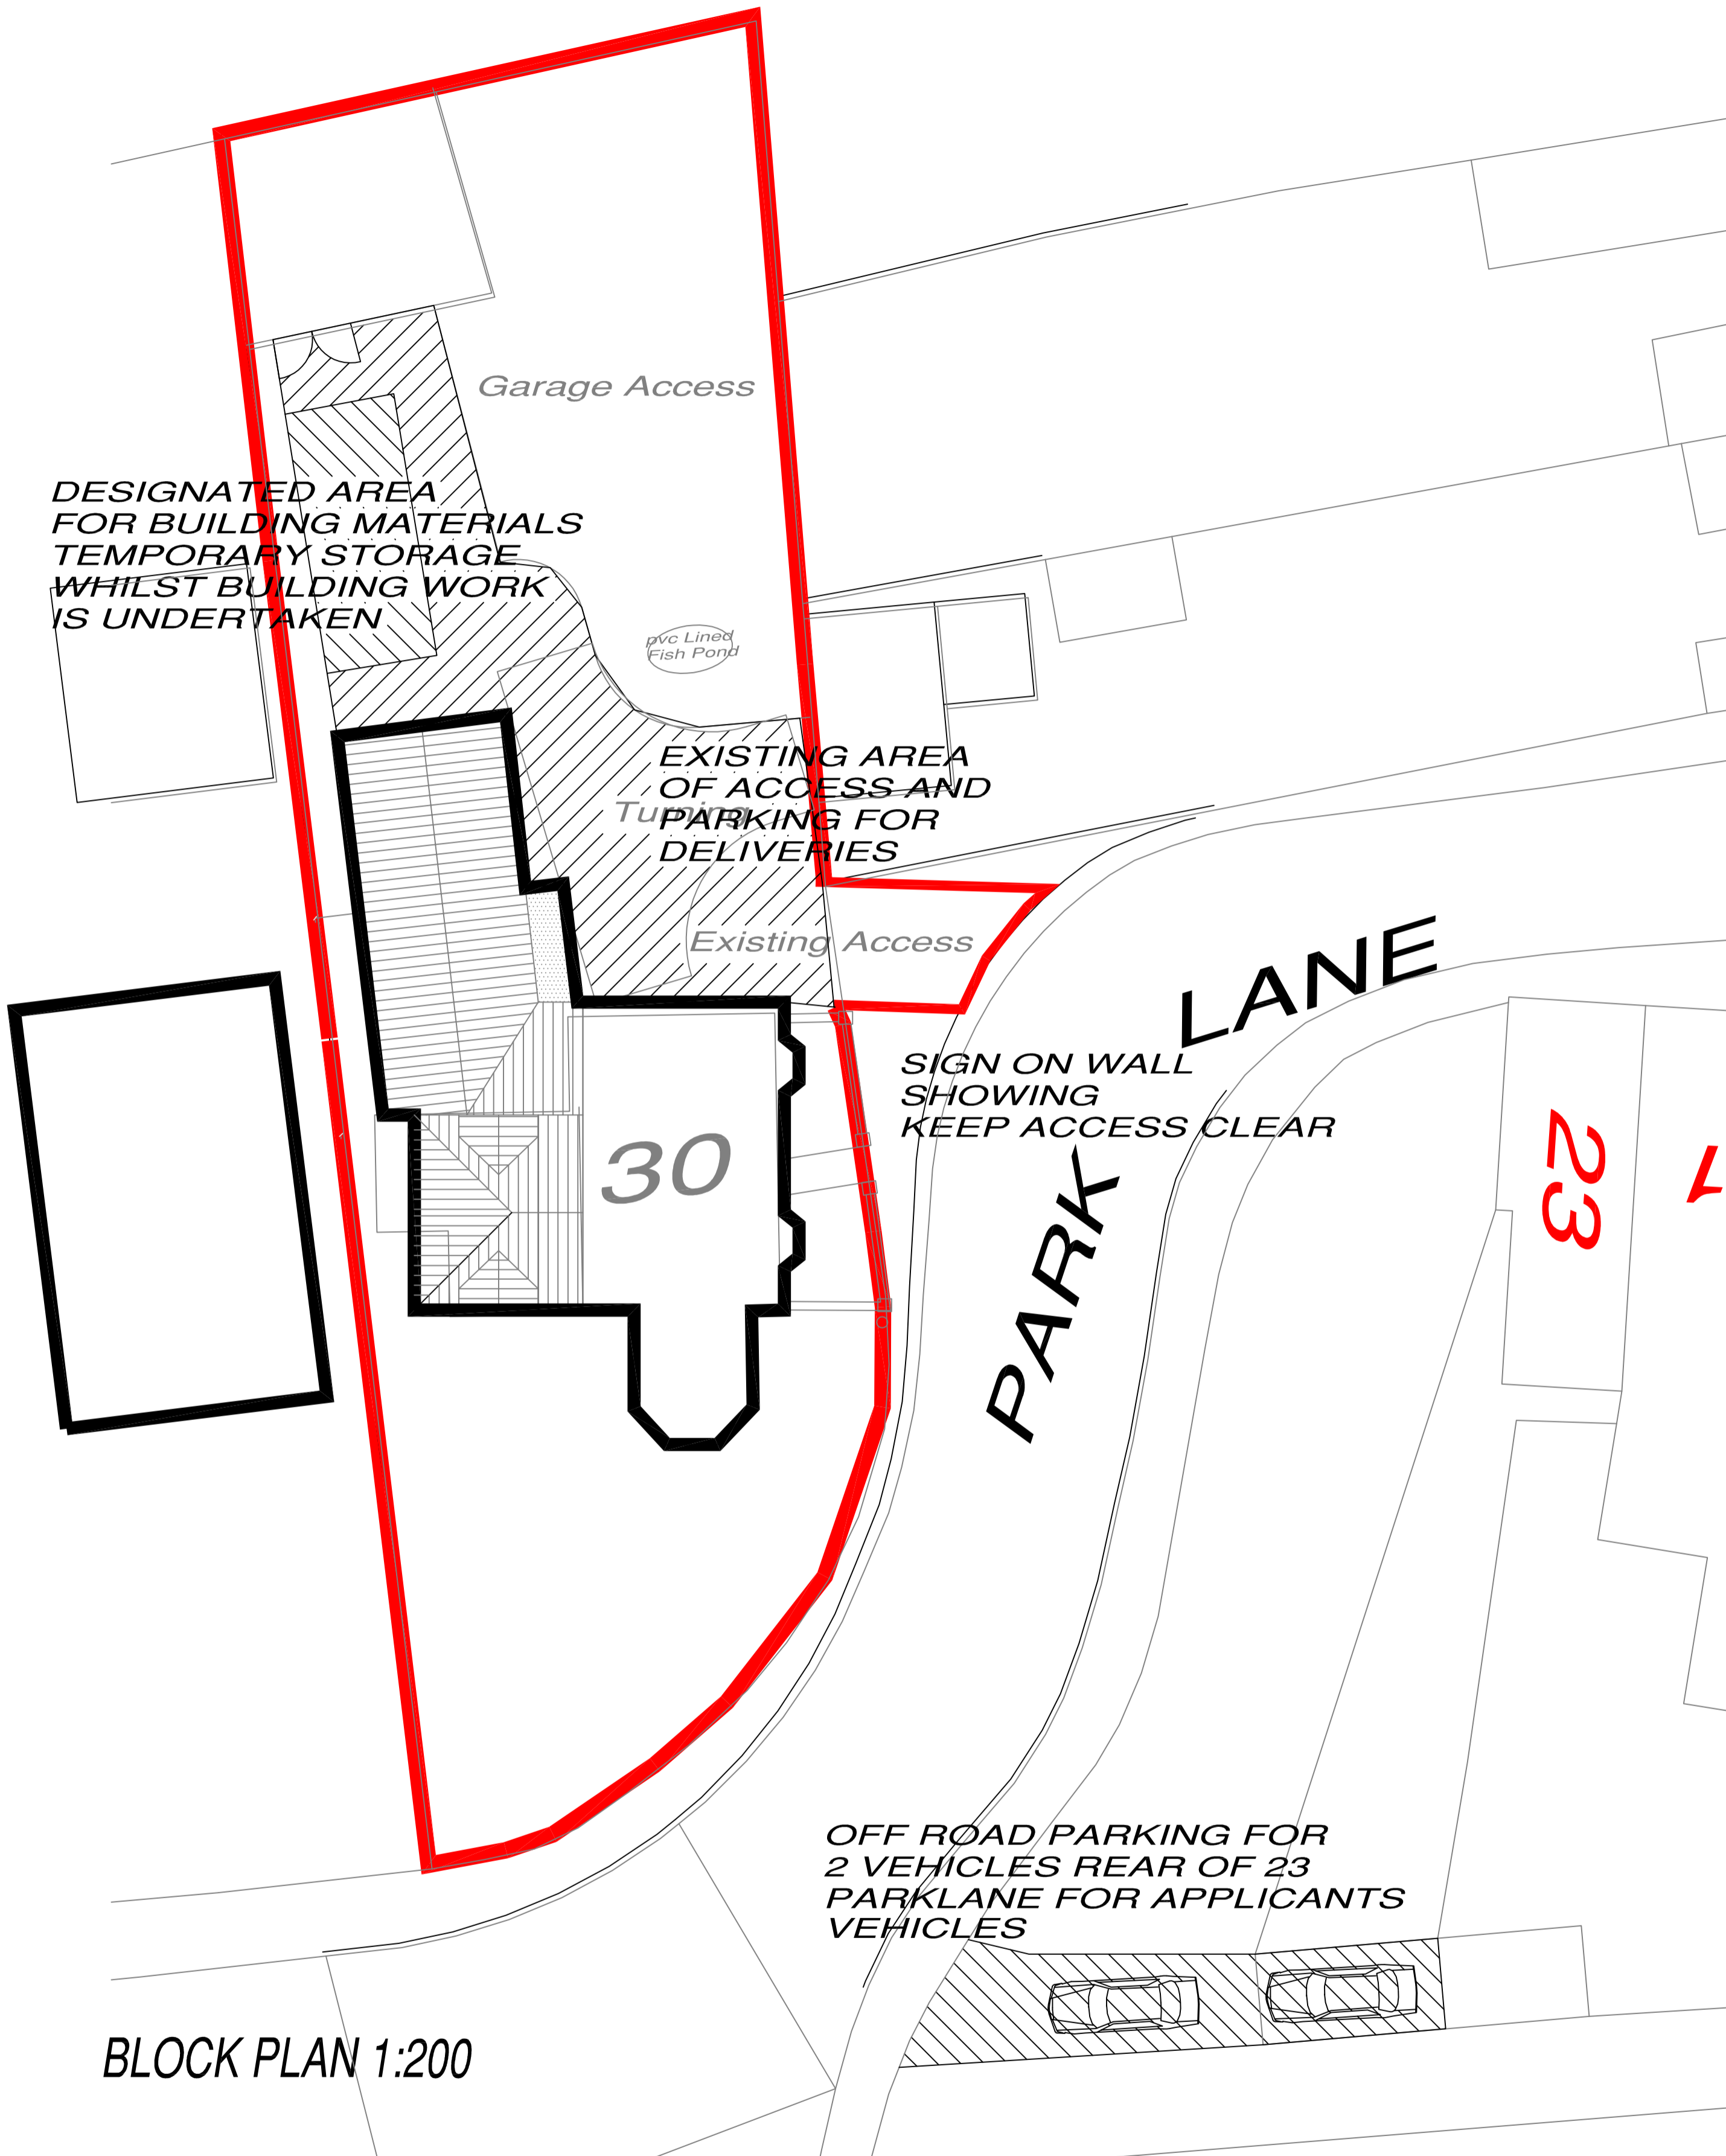 Garage Access
DESIGNATED AREA
FOR BUILDING MATERIALS
TEMPORARY STORAGE
WHILST BUILDING WORK
IS UNDERTAKEN
pvc Lined
Fish Pond
EXISTING AREA
OF ACCESS AND
PARKING FOR
DELIVERIES
Turning
Existing Access
PARK LANE
SIGN ON WALL
SHOWING
KEEP ACCESS CLEAR
30
23
1
OFF ROAD PARKING FOR
2 VEHICLES REAR OF 23
PARKLANE FOR APPLICANTS
VEHICLES
BLOCK PLAN 1:200